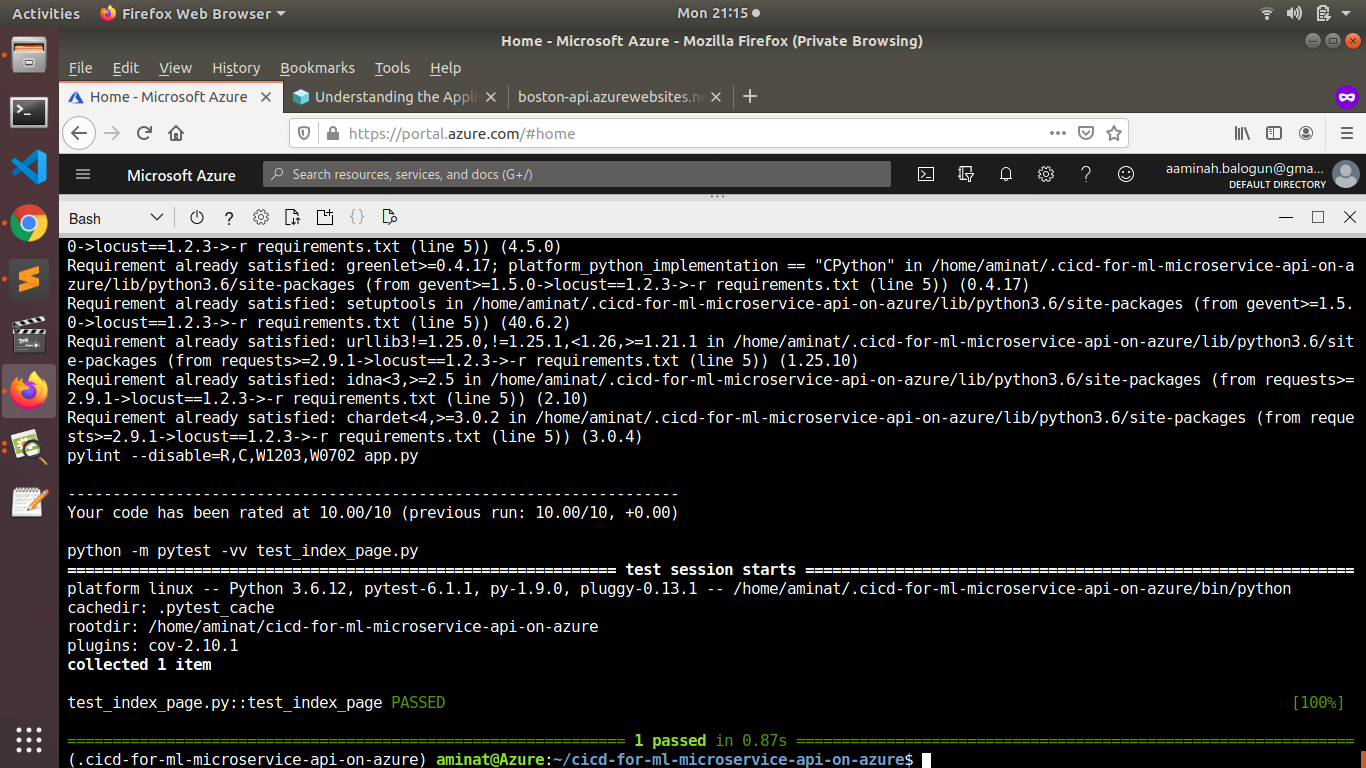 Activities Firefox Web Browser Mon 21:15
Home - Microsoft Azure - Mozilla Firefox (Private Browsing)
File Edit View History Bookmarks Tools Help
Home - Microsoft Azure Understanding the Appli boston-api.azurewebsites.ne
https://portal.azure.com/#home
Microsoft Azure Search resources, services, and docs (G+/) aaminah.balogun@gma...
DEFAULT DIRECTORY
Bash
0->locust==1.2.3->-r requirements.txt (line 5)) (4.5.0)
Requirement already satisfied: greenlet>=0.4.17; platform_python_implementation == "CPython" in /home/aminat/.cicd-for-ml-microservice-api-on-a
zure/lib/python3.6/site-packages (from gevent>=1.5.0->locust==1.2.3->-r requirements.txt (line 5)) (0.4.17)
Requirement already satisfied: setuptools in /home/aminat/.cicd-for-ml-microservice-api-on-azure/lib/python3.6/site-packages (from gevent>=1.5.
0->locust==1.2.3->-r requirements.txt (line 5)) (40.6.2)
Requirement already satisfied: urllib3!=1.25.0,!=1.25.1,<1.26,>=1.21.1 in /home/aminat/.cicd-for-ml-microservice-api-on-azure/lib/python3.6/sit
e-packages (from requests>=2.9.1->locust==1.2.3->-r requirements.txt (line 5)) (1.25.10)
Requirement already satisfied: idna<3,>=2.5 in /home/aminat/.cicd-for-ml-microservice-api-on-azure/lib/python3.6/site-packages (from requests>=
2.9.1->locust==1.2.3->-r requirements.txt (line 5)) (2.10)
Requirement already satisfied: chardet<4,>=3.0.2 in /home/aminat/.cicd-for-ml-microservice-api-on-azure/lib/python3.6/site-packages (from reque
sts>=2.9.1->locust==1.2.3->-r requirements.txt (line 5)) (3.0.4)
pylint --disable=R,C,W1203,W0702 app.py
--------------------------------------------------------------------
Your code has been rated at 10.00/10 (previous run: 10.00/10, +0.00)
python -m pytest -vv test_index_page.py
============================================================= test session starts =============================================================
platform linux -- Python 3.6.12, pytest-6.1.1, py-1.9.0, pluggy-0.13.1 -- /home/aminat/.cicd-for-ml-microservice-api-on-azure/bin/python
cachedir: .pytest_cache
rootdir: /home/aminat/cicd-for-ml-microservice-api-on-azure
plugins: cov-2.10.1
collected 1 item
test_index_page.py::test_index_page PASSED [100%]
============================================================== 1 passed in 0.87s ==============================================================
(.cicd-for-ml-microservice-api-on-azure) aminat@Azure:~/cicd-for-ml-microservice-api-on-azure$